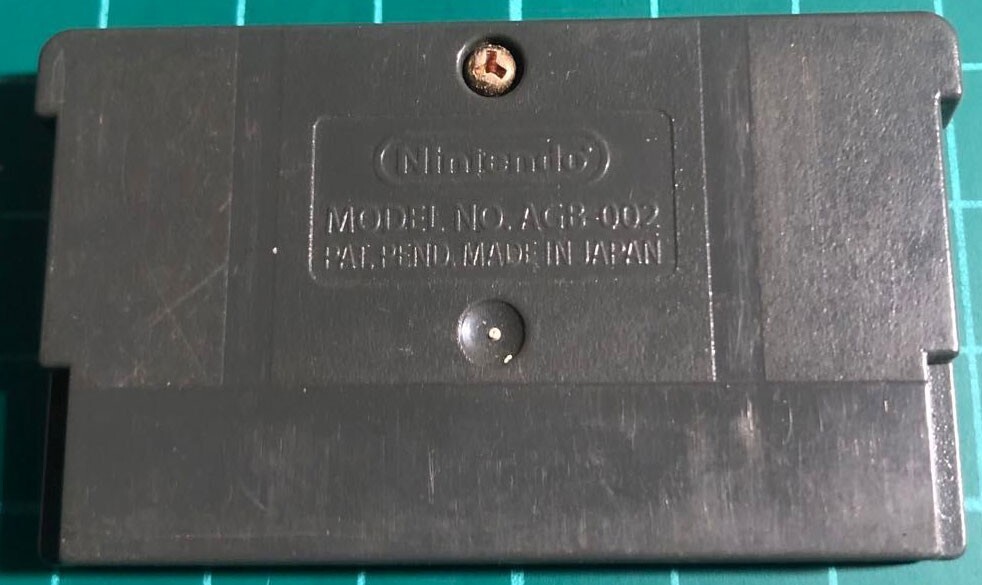 Nintendo®
MODEL NO. AGB-002
PAT. PEND. MADE IN JAPAN